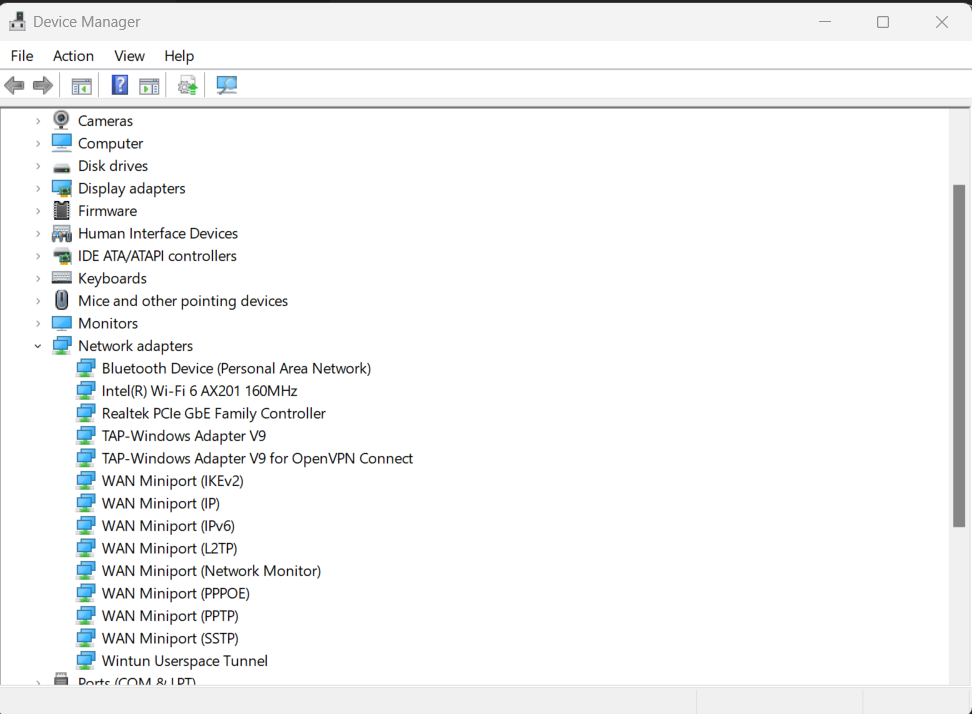 Device Manager
File Action View Help
Cameras
Computer
Disk drives
Display adapters
Firmware
Human Interface Devices
IDE ATA/ATAPI controllers
Keyboards
Mice and other pointing devices
Monitors
Network adapters
Bluetooth Device (Personal Area Network)
Intel(R) Wi-Fi 6 AX201 160MHz
Realtek PCIe GbE Family Controller
TAP-Windows Adapter V9
TAP-Windows Adapter V9 for OpenVPN Connect
WAN Miniport (IKEv2)
WAN Miniport (IP)
WAN Miniport (IPv6)
WAN Miniport (L2TP)
WAN Miniport (Network Monitor)
WAN Miniport (PPPOE)
WAN Miniport (PPTP)
WAN Miniport (SSTP)
Wintun Userspace Tunnel
Ports (COM & LPT)